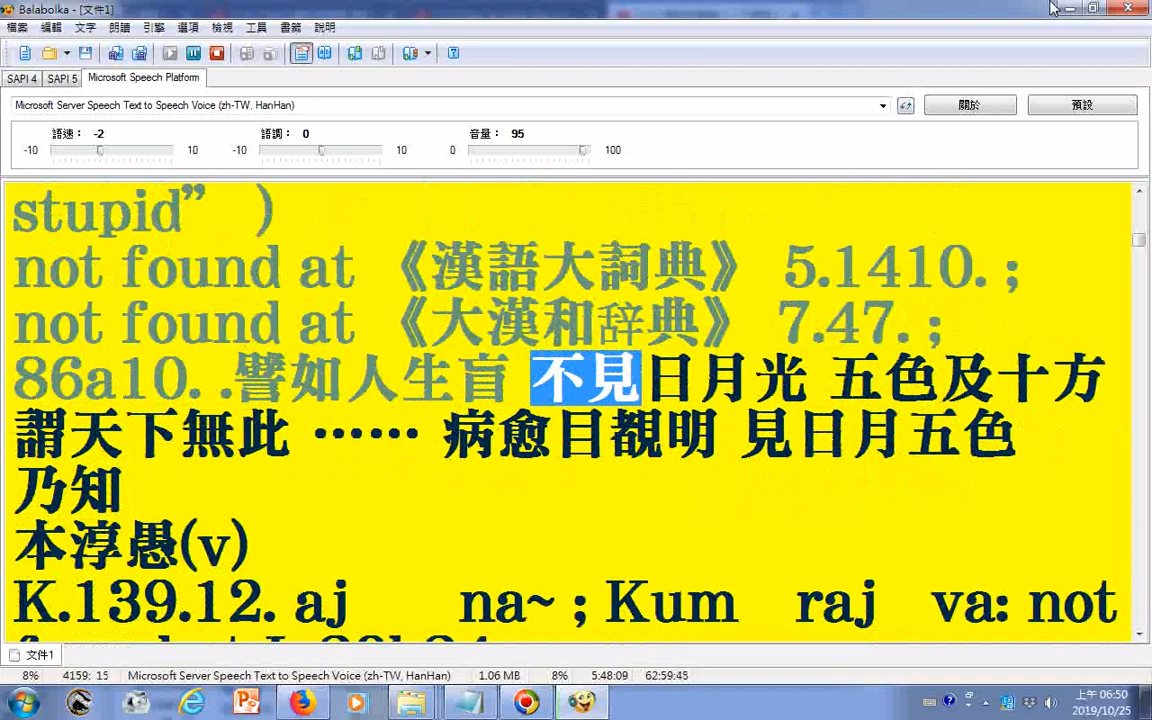 Balabolka - [文件1]
檔案 編輯 文字 朗讀 引擎 選項 檢視 工具 書籤 說明
SAPI 4 SAPI 5 Microsoft Speech Platform
Microsoft Server Speech Text to Speech Voice (zh-TW, HanHan) 關於 預設
語速： -2 語調： 0 音量： 95
-10 10 -10 10 0 100
stupid” )
not found at 《漢語大詞典》 5.1410. ;
not found at 《大漢和辞典》 7.47. ;
86a10. .譬如人生盲 不見日月光 五色及十方
謂天下無此 …… 病愈目覩明 見日月五色
乃知
本淳愚(v)
K.139.12. aj na~ ; Kum raj va: not
文件1
8% 4159: 15 Microsoft Server Speech Text to Speech Voice (zh-TW, HanHan) 1.06 MB 8% 5:48:09 62:59:45
上午 06:50
2019/10/25